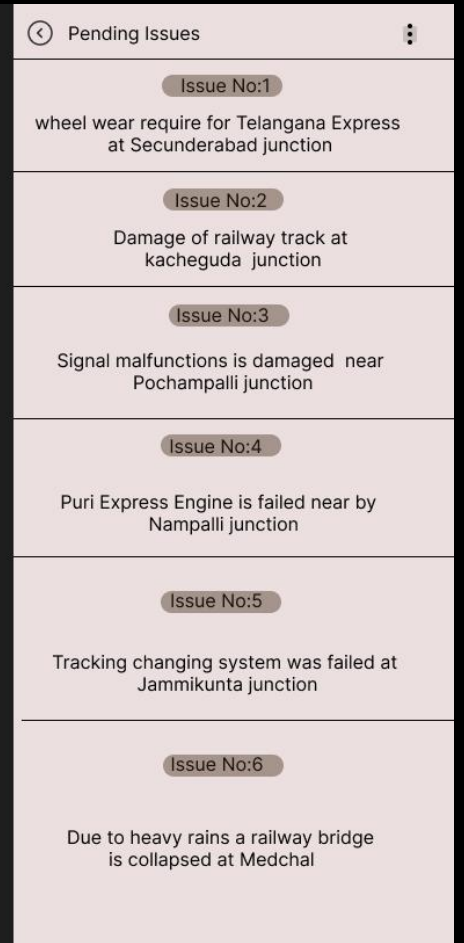 Pending Issues
Issue No:1
wheel wear require for Telangana Express
at Secunderabad junction
Issue No:2
Damage of railway track at
kacheguda junction
Issue No:3
Signal malfunctions is damaged near
Pochampalli junction
Issue No:4
Puri Express Engine is failed near by
Nampalli junction
Issue No:5
Tracking changing system was failed at
Jammikunta junction
Issue No:6
Due to heavy rains a railway bridge
is collapsed at Medchal